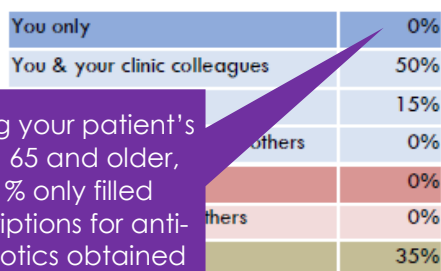 You only 0%
You & your clinic colleagues 50%
15%
others 0%
0%
thers 0%
35%
g your patient's
65 and older,
% only filled
riptions for anti-
otics obtained